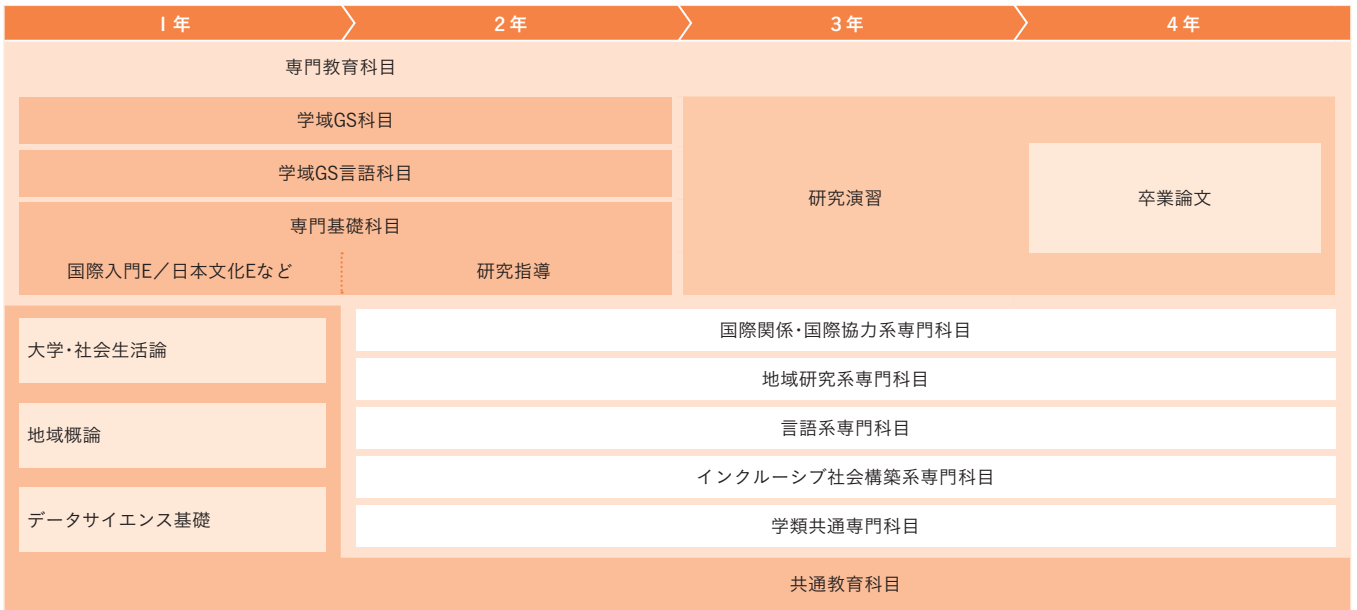 1年
2年
3年
4年
専門教育科目
学域GS科目
学域GS言語科目
専門基礎科目
国際入門E／日本文化Eなど
研究指導
研究演習
卒業論文
大学・社会生活論
地域概論
データサイエンス基礎
国際関係・国際協力系専門科目
地域研究系専門科目
言語系専門科目
インクルーシブ社会構築系専門科目
学類共通専門科目
共通教育科目